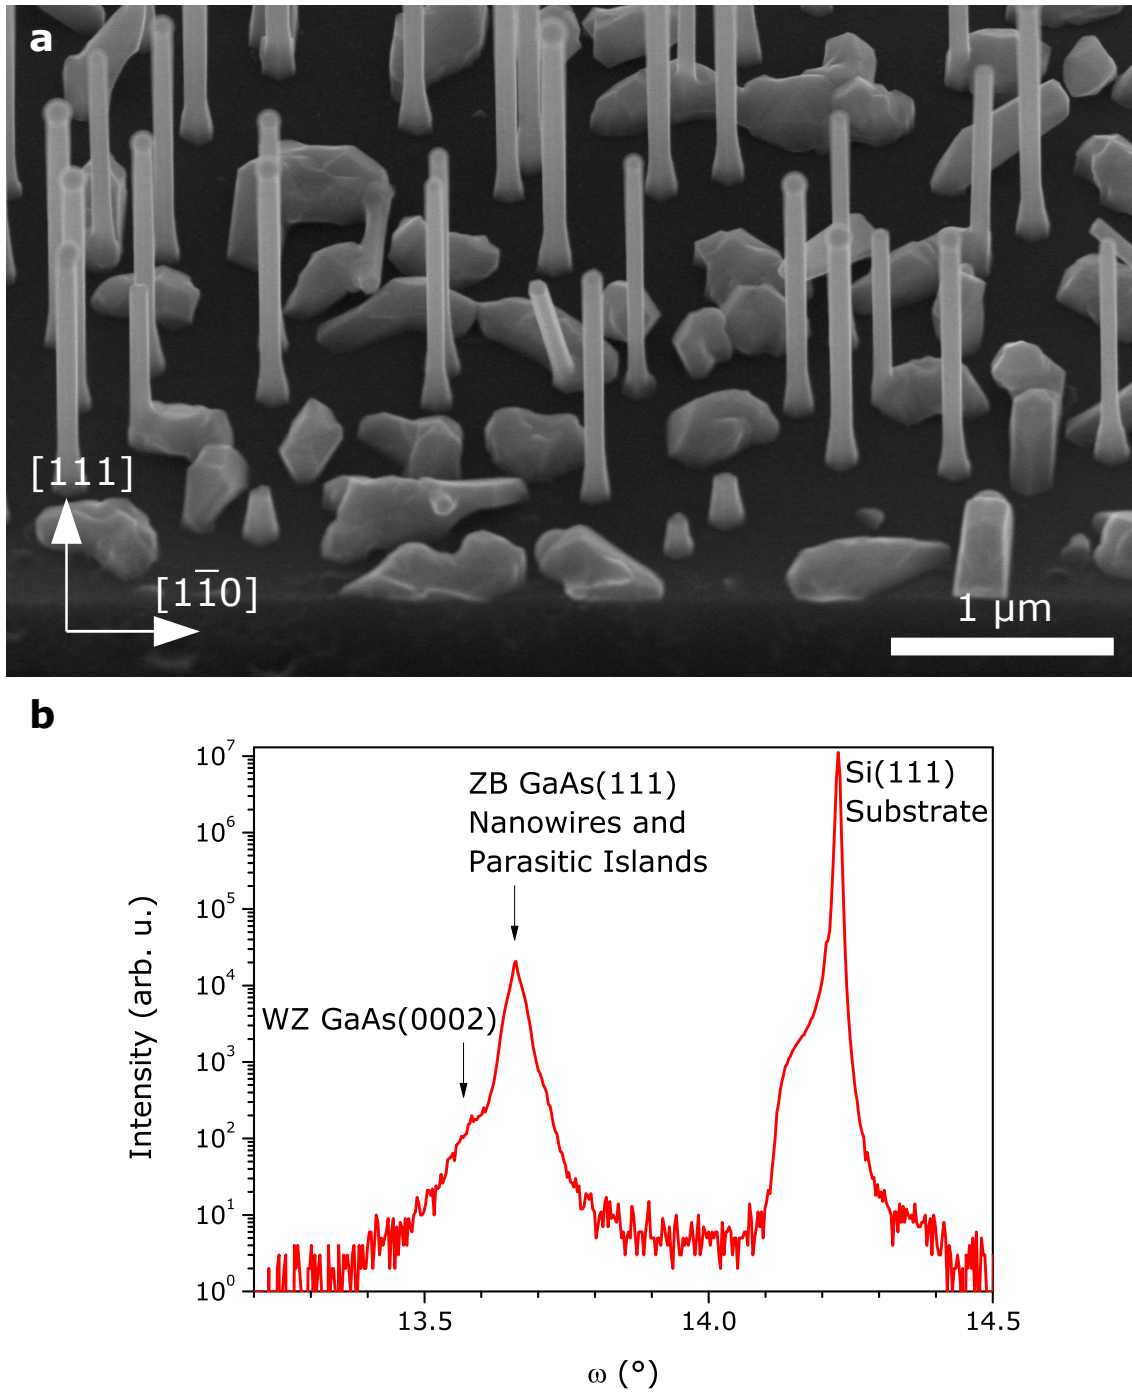 a
[111]
[11̅0]
1 µm
b
10⁷
10⁶
10⁵
10⁴
10³
10²
10¹
10⁰
Intensity (arb. u.)
ZB GaAs(111)
Nanowires and
Parasitic Islands
WZ GaAs(0002)
Si(111)
Substrate
13.5
14.0
14.5
ω (°)